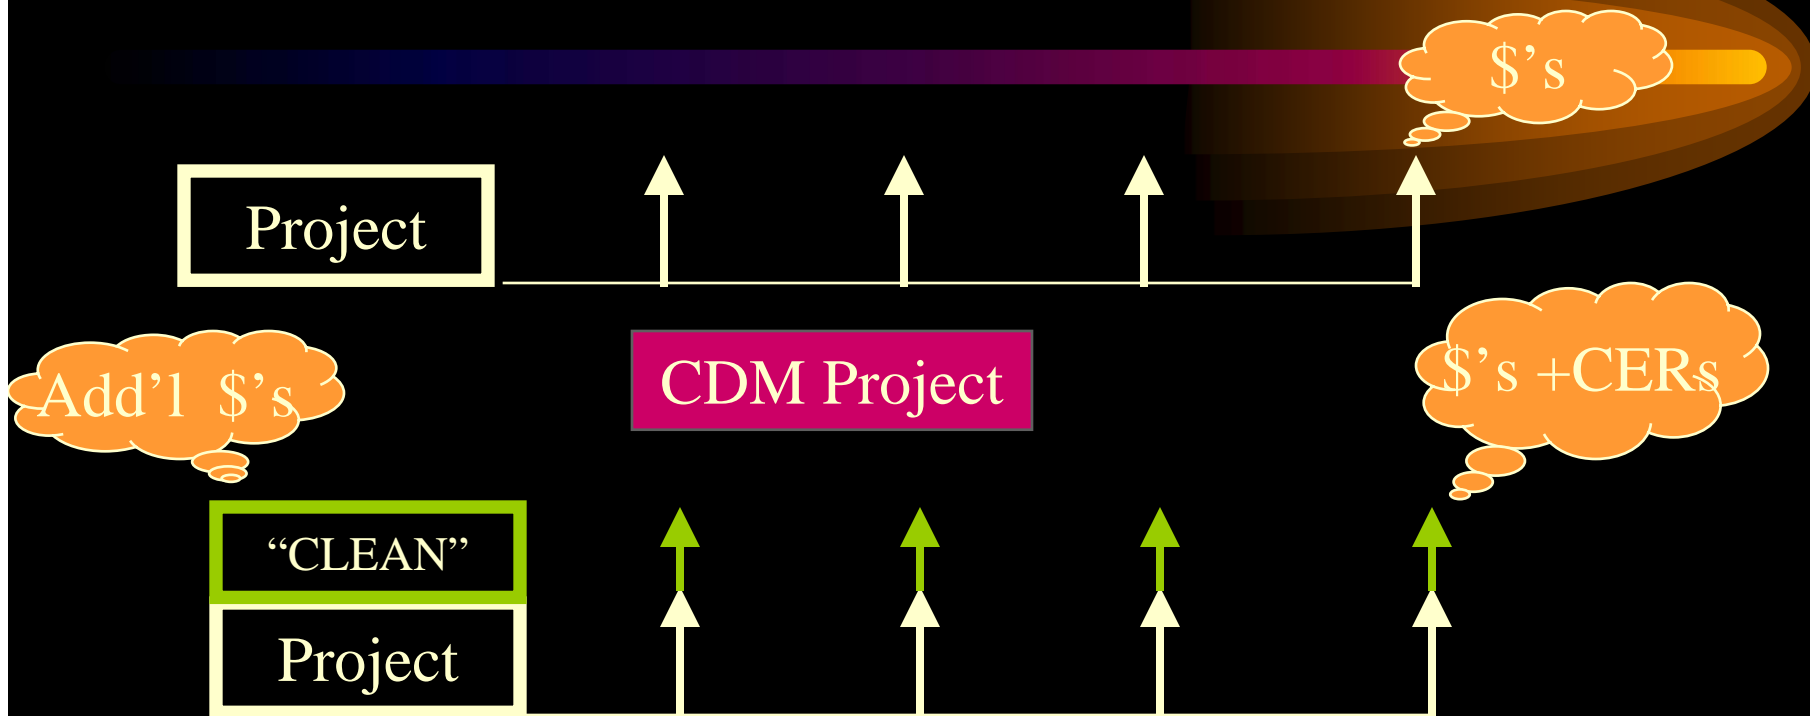 $’s
Project
CDM Project
$’s +CERs
Add’l $’s
“CLEAN”
Project